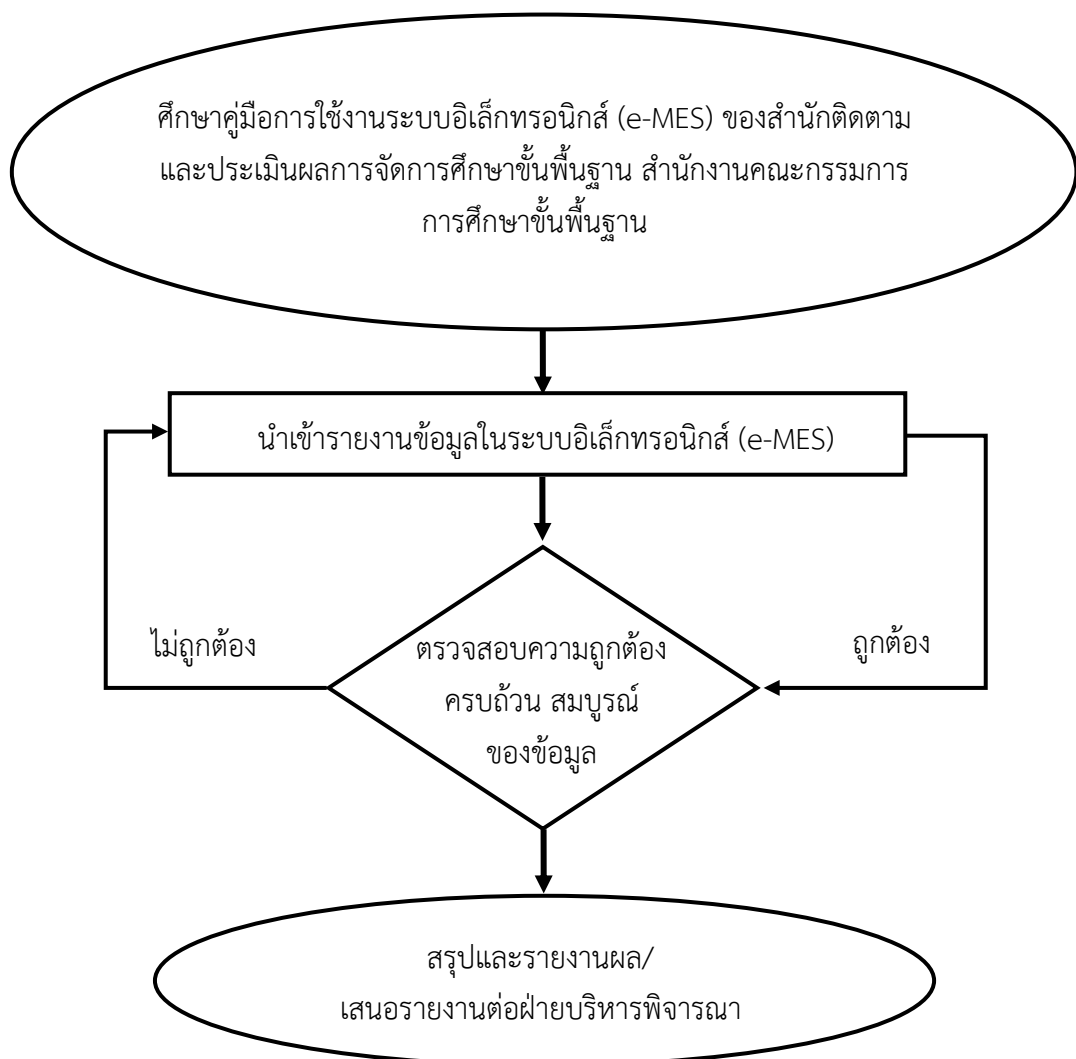 ศึกษาคู่มือการใช้งานระบบอิเล็กทรอนิกส์ (e-MES) ของสำนักติดตาม
และประเมินผลการจัดการศึกษาขั้นพื้นฐาน สำนักงานคณะกรรมการ
การศึกษาขั้นพื้นฐาน
นำเข้ารายงานข้อมูลในระบบอิเล็กทรอนิกส์ (e-MES)
ไม่ถูกต้อง
ตรวจสอบความถูกต้อง
ครบถ้วน สมบูรณ์
ของข้อมูล
ถูกต้อง
สรุปและรายงานผล/
เสนอรายงานต่อฝ่ายบริหารพิจารณา